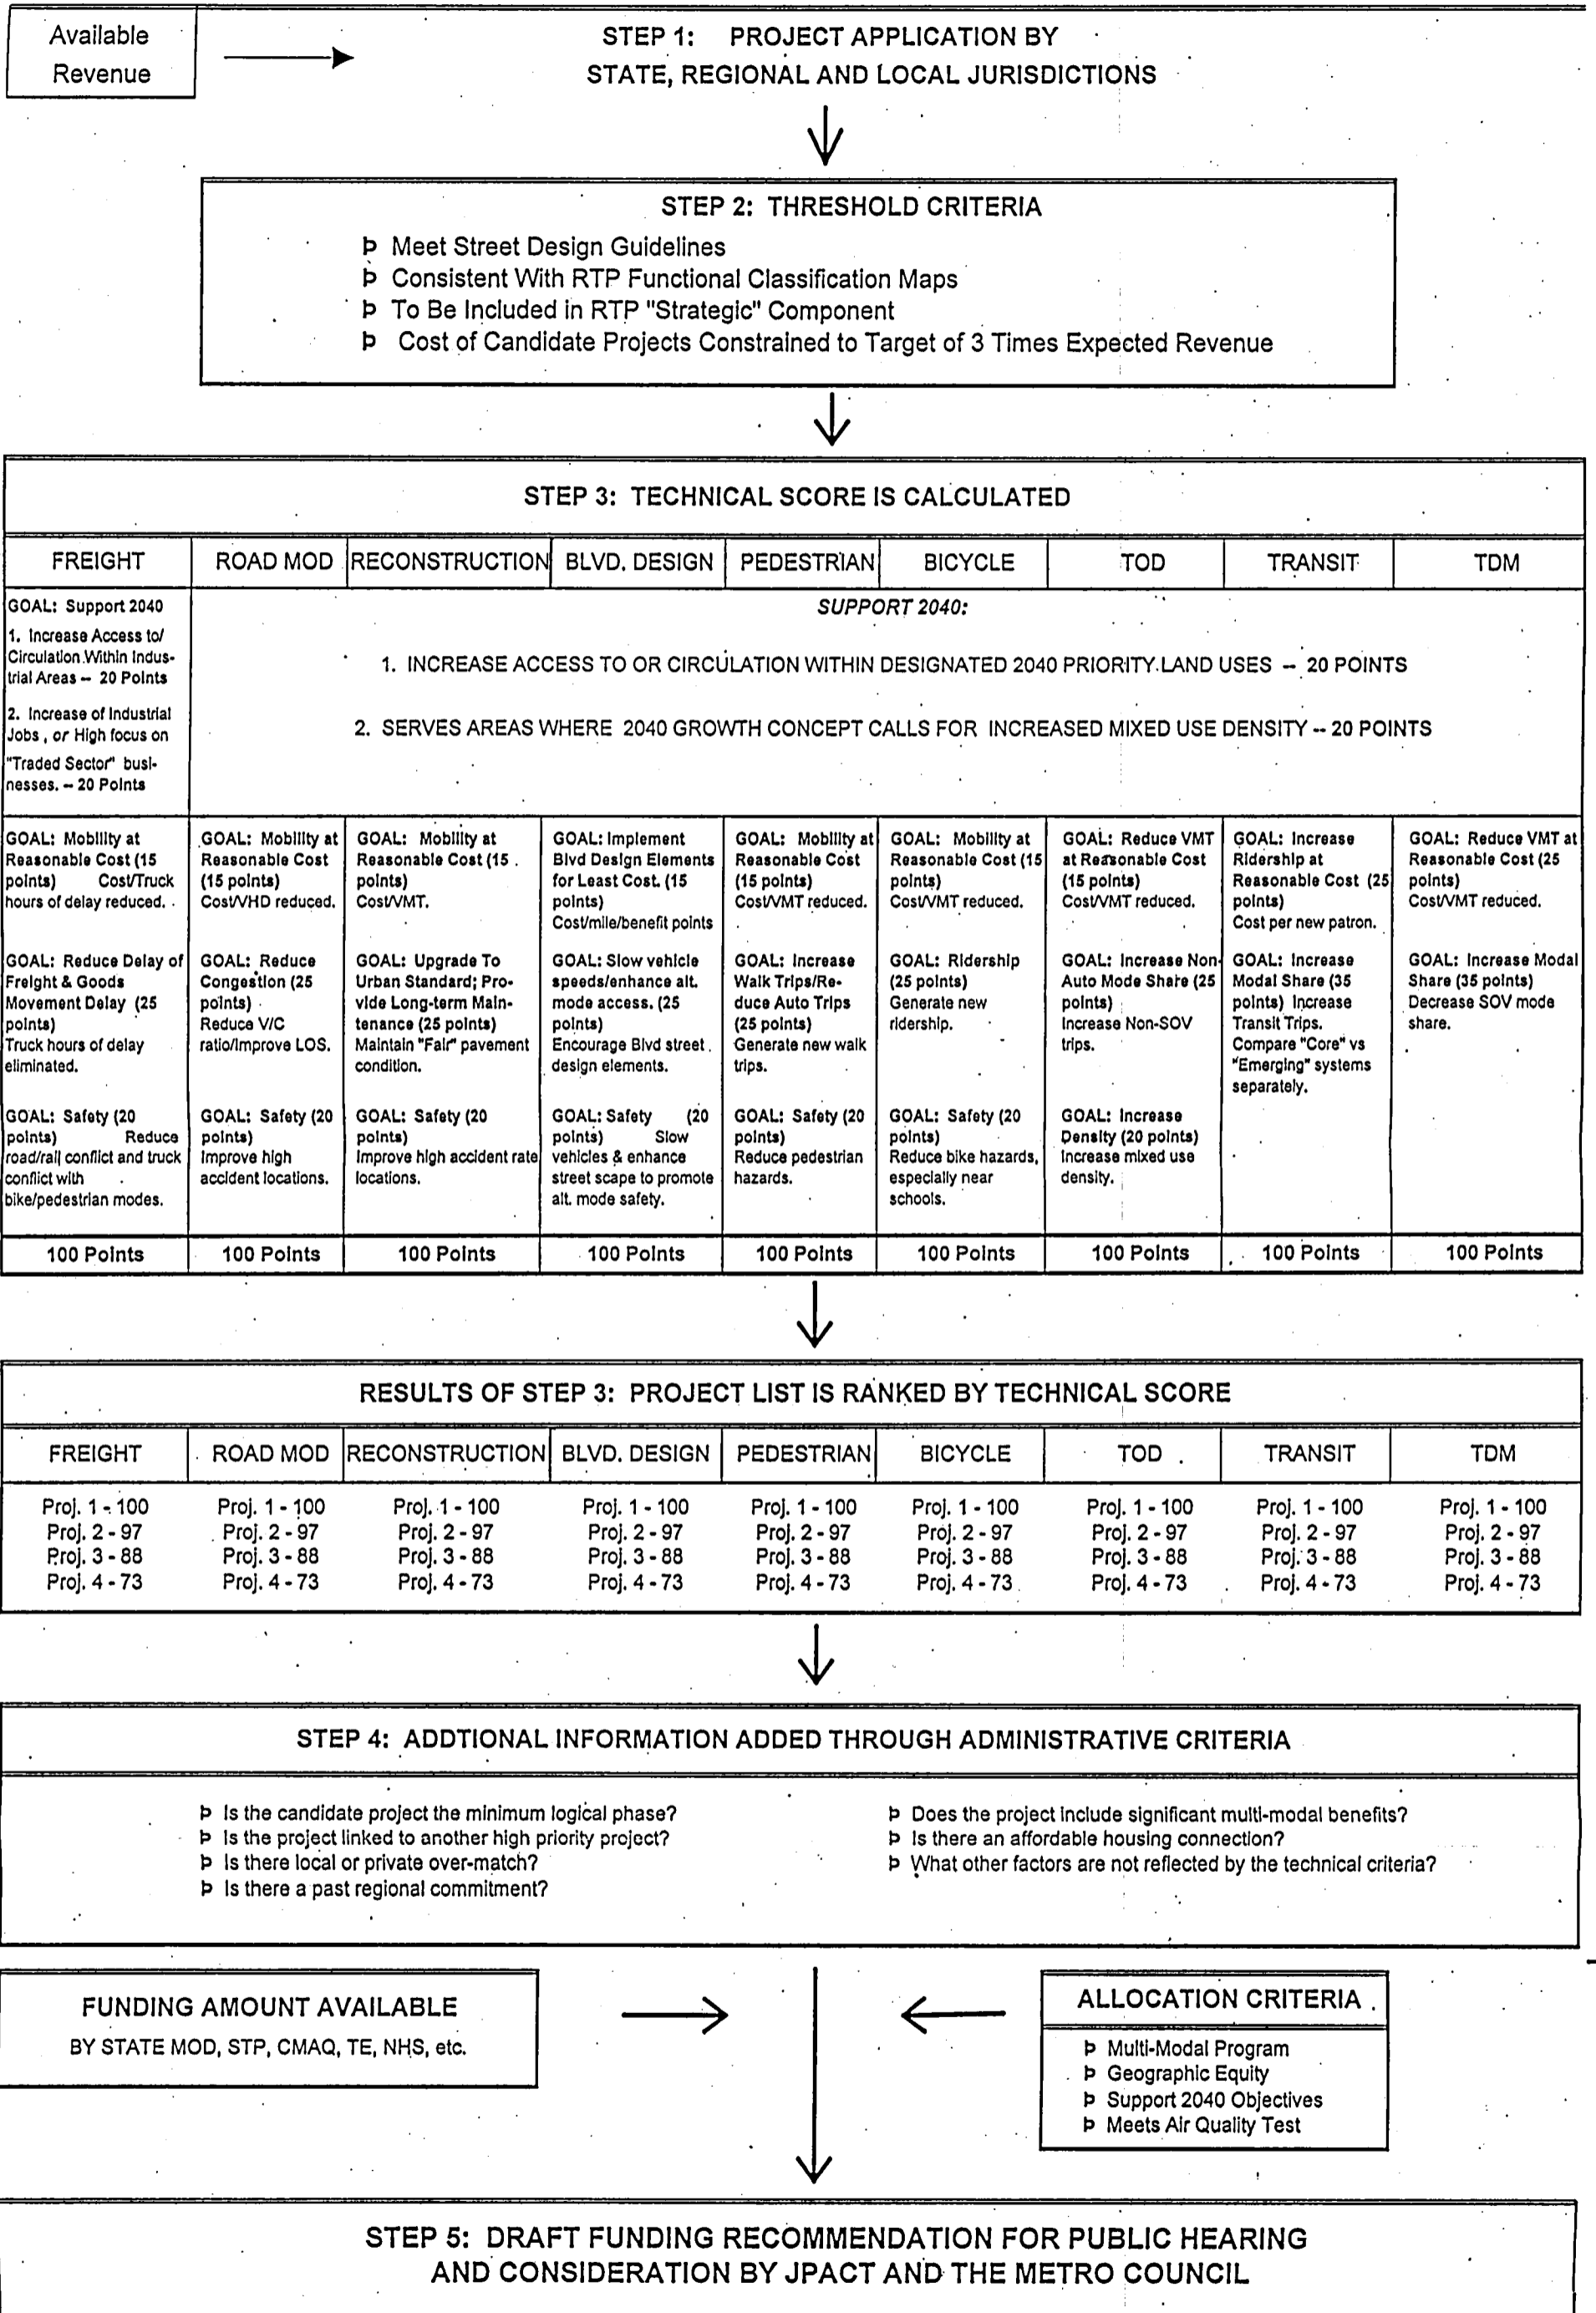 Available
Revenue
STEP 1: PROJECT APPLICATION BY
STATE, REGIONAL AND LOCAL JURISDICTIONS
STEP 2: THRESHOLD CRITERIA
Þ Meet Street Design Guidelines
Þ Consistent With RTP Functional Classification Maps
Þ To Be Included in RTP "Strategic" Component
Þ Cost of Candidate Projects Constrained to Target of 3 Times Expected Revenue
STEP 3: TECHNICAL SCORE IS CALCULATED
FREIGHT ROAD MOD RECONSTRUCTION BLVD. DESIGN PEDESTRIAN BICYCLE TOD TRANSIT TDM
GOAL: Support 2040
1. Increase Access to/
Circulation Within Indus-
trial Areas -- 20 Points
2. Increase of Industrial
Jobs , or High focus on
"Traded Sector" busi-
nesses. -- 20 Points
SUPPORT 2040:
1. INCREASE ACCESS TO OR CIRCULATION WITHIN DESIGNATED 2040 PRIORITY LAND USES -- 20 POINTS
2. SERVES AREAS WHERE 2040 GROWTH CONCEPT CALLS FOR INCREASED MIXED USE DENSITY -- 20 POINTS
GOAL: Mobility at
Reasonable Cost (15
points) Cost/Truck
hours of delay reduced.
GOAL: Reduce Delay of
Freight & Goods
Movement Delay (25
points)
Truck hours of delay
eliminated.
GOAL: Safety (20
points) Reduce
road/rail conflict and truck
conflict with
bike/pedestrian modes.
GOAL: Mobility at
Reasonable Cost
(15 points)
Cost/VHD reduced.
GOAL: Reduce
Congestion (25
points)
Reduce V/C
ratio/Improve LOS.
GOAL: Safety (20
points)
Improve high
accident locations.
GOAL: Mobility at
Reasonable Cost (15
points)
Cost/VMT.
GOAL: Upgrade To
Urban Standard; Pro-
vide Long-term Main-
tenance (25 points)
Maintain "Fair" pavement
condition.
GOAL: Safety (20
points)
Improve high accident rate
locations.
GOAL: Implement
Blvd Design Elements
for Least Cost. (15
points)
Cost/mile/benefit points
GOAL: Slow vehicle
speeds/enhance alt.
mode access. (25
points)
Encourage Blvd street
design elements.
GOAL: Safety (20
points) Slow
vehicles & enhance
street scape to promote
alt. mode safety.
GOAL: Mobility at
Reasonable Cost
(15 points)
Cost/VMT reduced.
GOAL: Increase
Walk Trips/Re-
duce Auto Trips
(25 points)
Generate new walk
trips.
GOAL: Safety (20
points)
Reduce pedestrian
hazards.
GOAL: Mobility at
Reasonable Cost (15
points)
Cost/VMT reduced.
GOAL: Ridership
(25 points)
Generate new
ridership.
GOAL: Safety (20
points)
Reduce bike hazards,
especially near
schools.
GOAL: Reduce VMT
at Reasonable Cost
(15 points)
Cost/VMT reduced.
GOAL: Increase Non-
Auto Mode Share (25
points)
Increase Non-SOV
trips.
GOAL: Increase
Density (20 points)
Increase mixed use
density.
GOAL: Increase
Ridership at
Reasonable Cost (25
points)
Cost per new patron.
GOAL: Increase
Modal Share (35
points) Increase
Transit Trips.
Compare "Core" vs
"Emerging" systems
separately.
GOAL: Reduce VMT at
Reasonable Cost (25
points)
Cost/VMT reduced.
GOAL: Increase Modal
Share (35 points)
Decrease SOV mode
share.
100 Points 100 Points 100 Points 100 Points 100 Points 100 Points 100 Points 100 Points 100 Points
RESULTS OF STEP 3: PROJECT LIST IS RANKED BY TECHNICAL SCORE
FREIGHT ROAD MOD RECONSTRUCTION BLVD. DESIGN PEDESTRIAN BICYCLE TOD TRANSIT TDM
Proj. 1 - 100 Proj. 1 - 100 Proj. 1 - 100 Proj. 1 - 100 Proj. 1 - 100 Proj. 1 - 100 Proj. 1 - 100 Proj. 1 - 100 Proj. 1 - 100
Proj. 2 - 97 Proj. 2 - 97 Proj. 2 - 97 Proj. 2 - 97 Proj. 2 - 97 Proj. 2 - 97 Proj. 2 - 97 Proj. 2 - 97 Proj. 2 - 97
Proj. 3 - 88 Proj. 3 - 88 Proj. 3 - 88 Proj. 3 - 88 Proj. 3 - 88 Proj. 3 - 88 Proj. 3 - 88 Proj. 3 - 88 Proj. 3 - 88
Proj. 4 - 73 Proj. 4 - 73 Proj. 4 - 73 Proj. 4 - 73 Proj. 4 - 73 Proj. 4 - 73 Proj. 4 - 73 Proj. 4 - 73 Proj. 4 - 73
STEP 4: ADDTIONAL INFORMATION ADDED THROUGH ADMINISTRATIVE CRITERIA
Þ Is the candidate project the minimum logical phase?
Þ Is the project linked to another high priority project?
Þ Is there local or private over-match?
Þ Is there a past regional commitment?
Þ Does the project include significant multi-modal benefits?
Þ Is there an affordable housing connection?
Þ What other factors are not reflected by the technical criteria?
FUNDING AMOUNT AVAILABLE
BY STATE MOD, STP, CMAQ, TE, NHS, etc.
ALLOCATION CRITERIA
Þ Multi-Modal Program
Þ Geographic Equity
Þ Support 2040 Objectives
Þ Meets Air Quality Test
STEP 5: DRAFT FUNDING RECOMMENDATION FOR PUBLIC HEARING
AND CONSIDERATION BY JPACT AND THE METRO COUNCIL